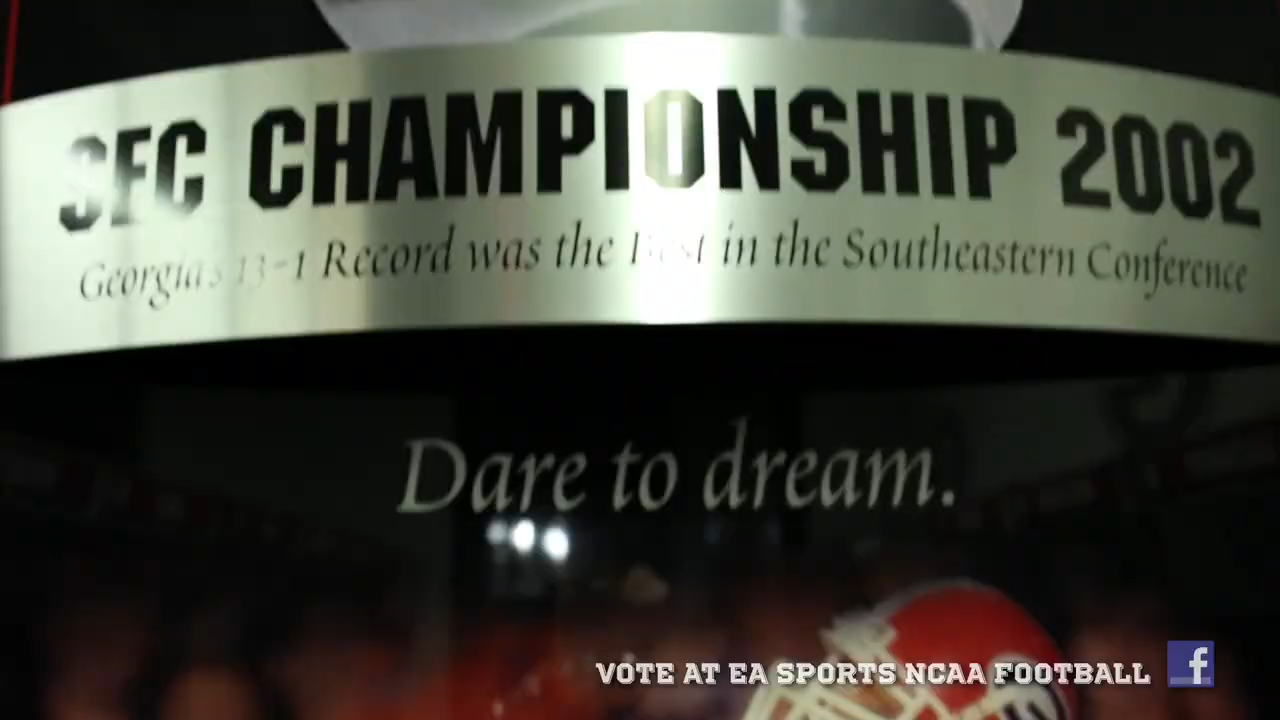 SEC CHAMPIONSHIP 2002
Georgia's 13-1 Record was the Best in the Southeastern Conference
Dare to dream.
VOTE AT EA SPORTS NCAA FOOTBALL f